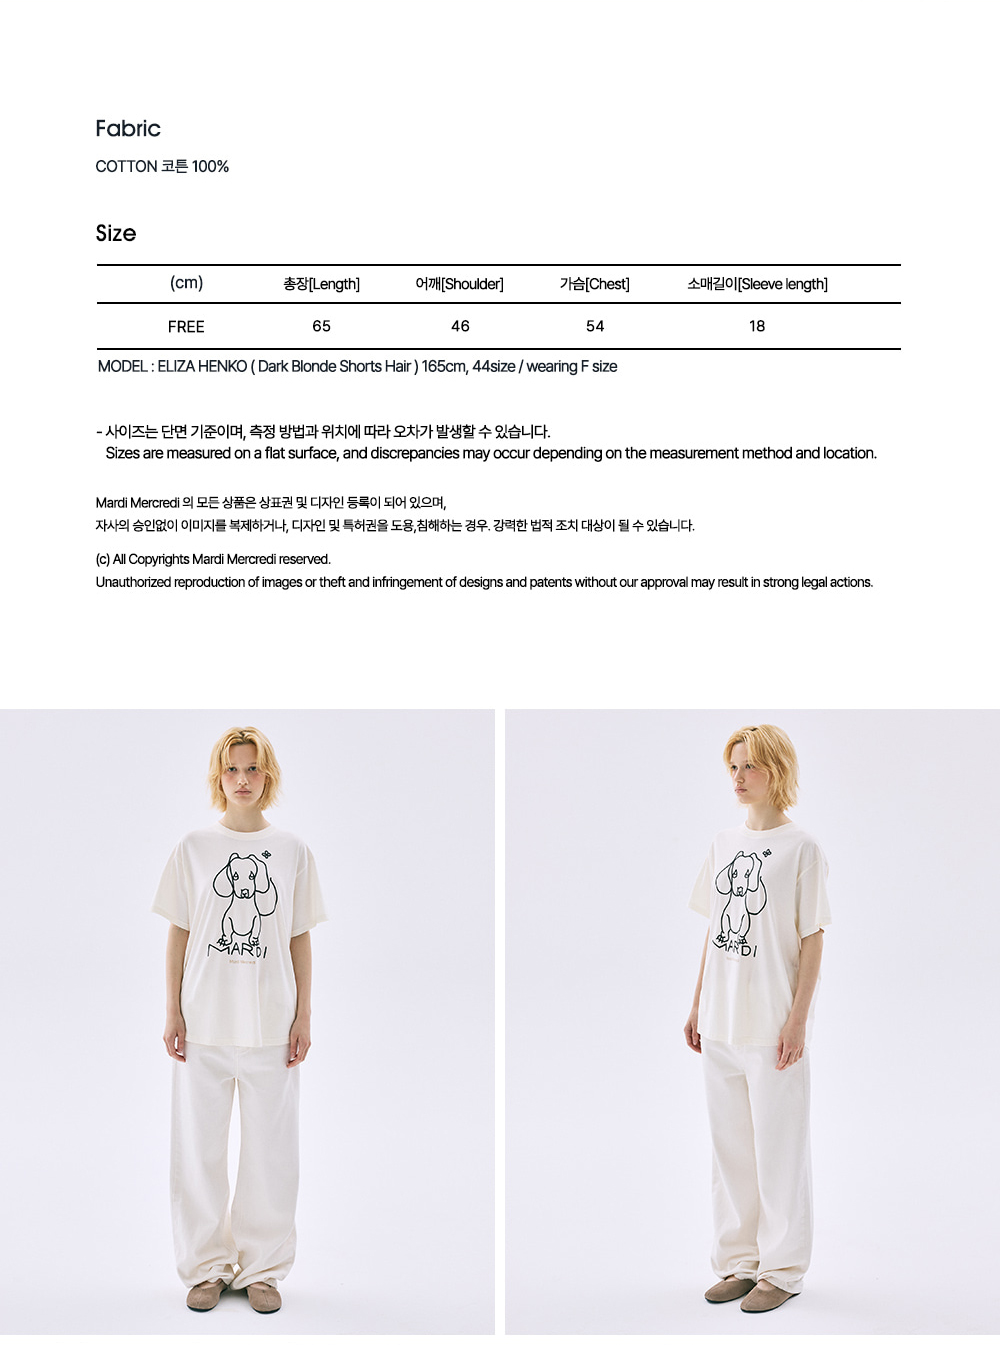 Fabric
COTTON 코튼 100%
Size
(cm) 총장[Length] 어깨[Shoulder] 가슴[Chest] 소매길이[Sleeve length]
FREE 65 46 54 18
MODEL : ELIZA HENKO ( Dark Blonde Shorts Hair ) 165cm, 44size / wearing F size
- 사이즈는 단면 기준이며, 측정 방법과 위치에 따라 오차가 발생할 수 있습니다.
Sizes are measured on a flat surface, and discrepancies may occur depending on the measurement method and location.
Mardi Mercredi 의 모든 상품은 상표권 및 디자인 등록이 되어 있으며,
자사의 승인없이 이미지를 복제하거나, 디자인 및 특허권을 도용,침해하는 경우. 강력한 법적 조치 대상이 될 수 있습니다.
(c) All Copyrights Mardi Mercredi reserved.
Unauthorized reproduction of images or theft and infringement of designs and patents without our approval may result in strong legal actions.
MARDI
MARDI